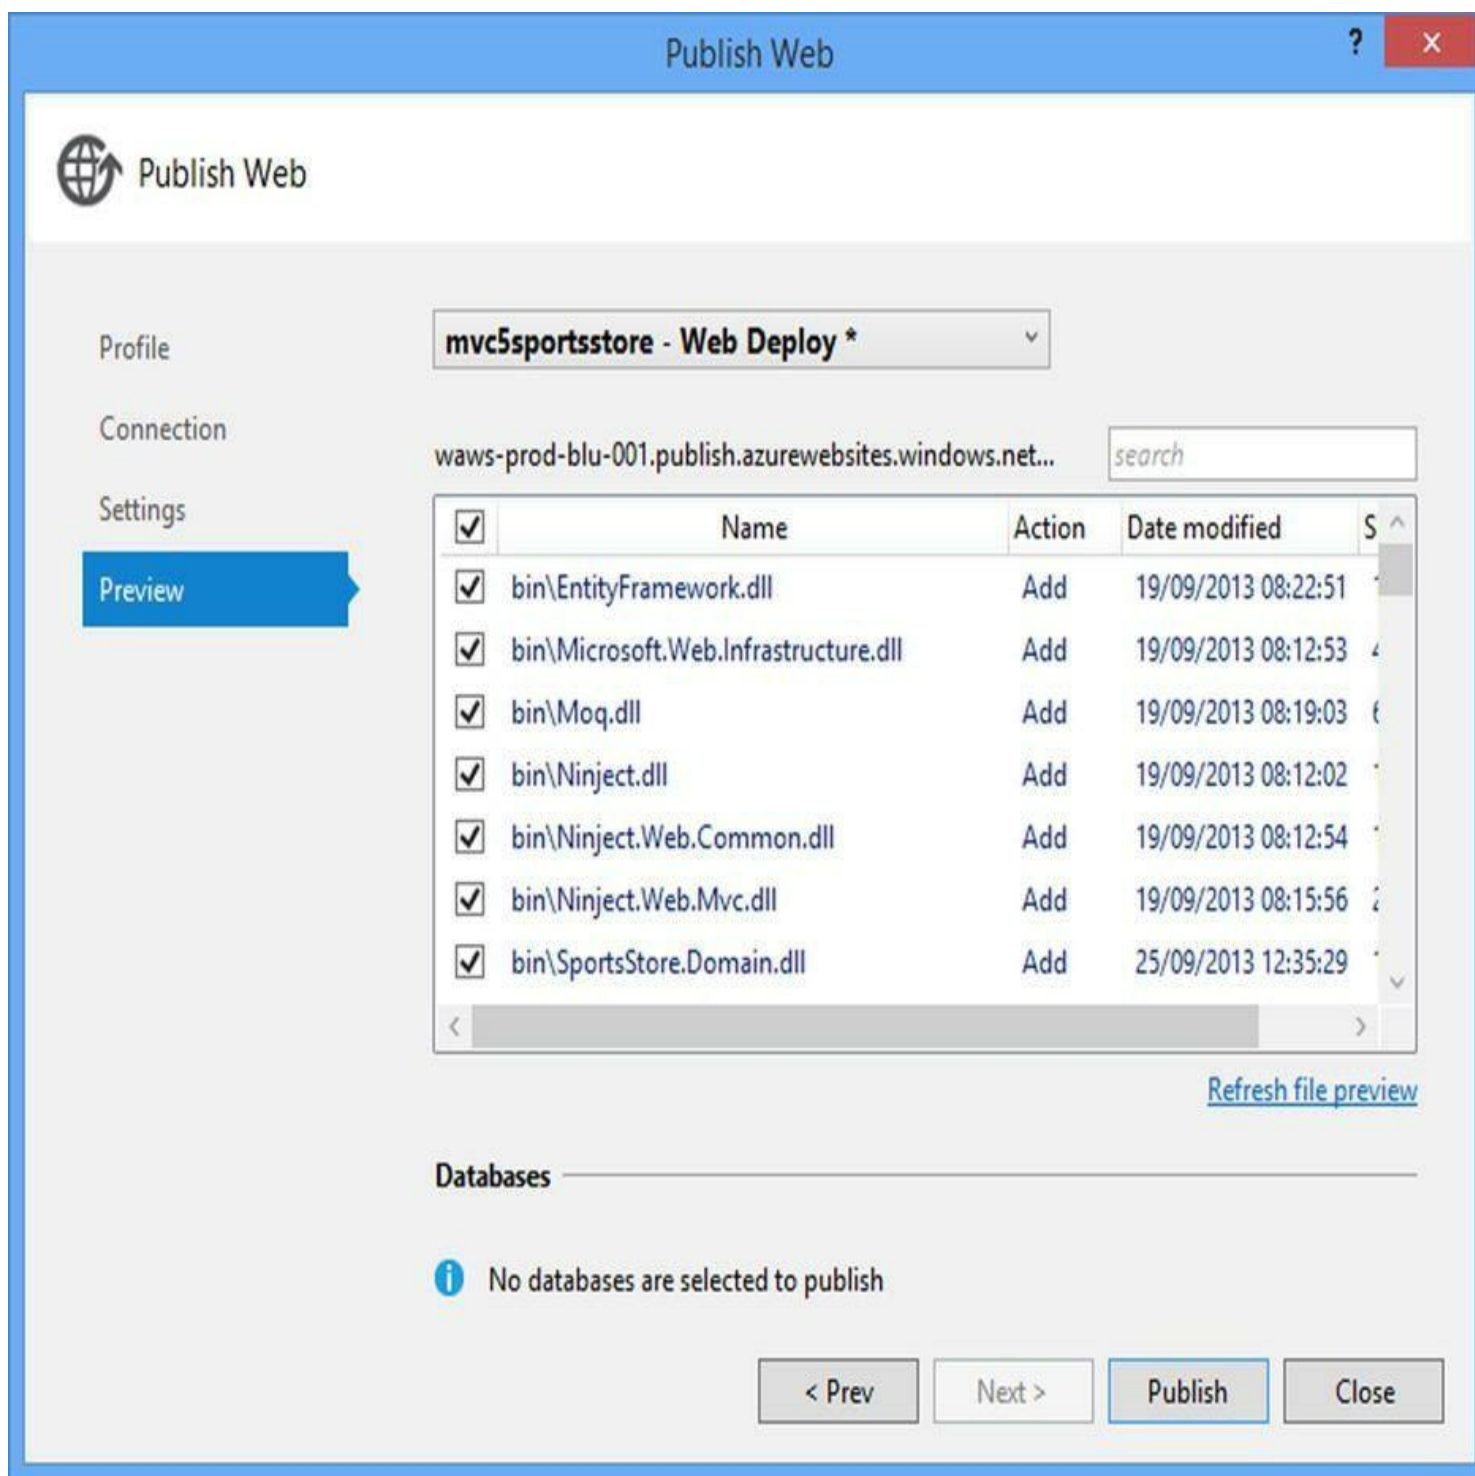 Publish Web ? x
Publish Web
Profile
Connection
Settings
Preview
mvc5sportsstore - Web Deploy *
waws-prod-blu-001.publish.azurewebsites.windows.net... search
Name Action Date modified S
bin\EntityFramework.dll Add 19/09/2013 08:22:51
bin\Microsoft.Web.Infrastructure.dll Add 19/09/2013 08:12:53
bin\Moq.dll Add 19/09/2013 08:19:03
bin\Ninject.dll Add 19/09/2013 08:12:02
bin\Ninject.Web.Common.dll Add 19/09/2013 08:12:54
bin\Ninject.Web.Mvc.dll Add 19/09/2013 08:15:56
bin\SportsStore.Domain.dll Add 25/09/2013 12:35:29
Refresh file preview
Databases
No databases are selected to publish
< Prev Next > Publish Close